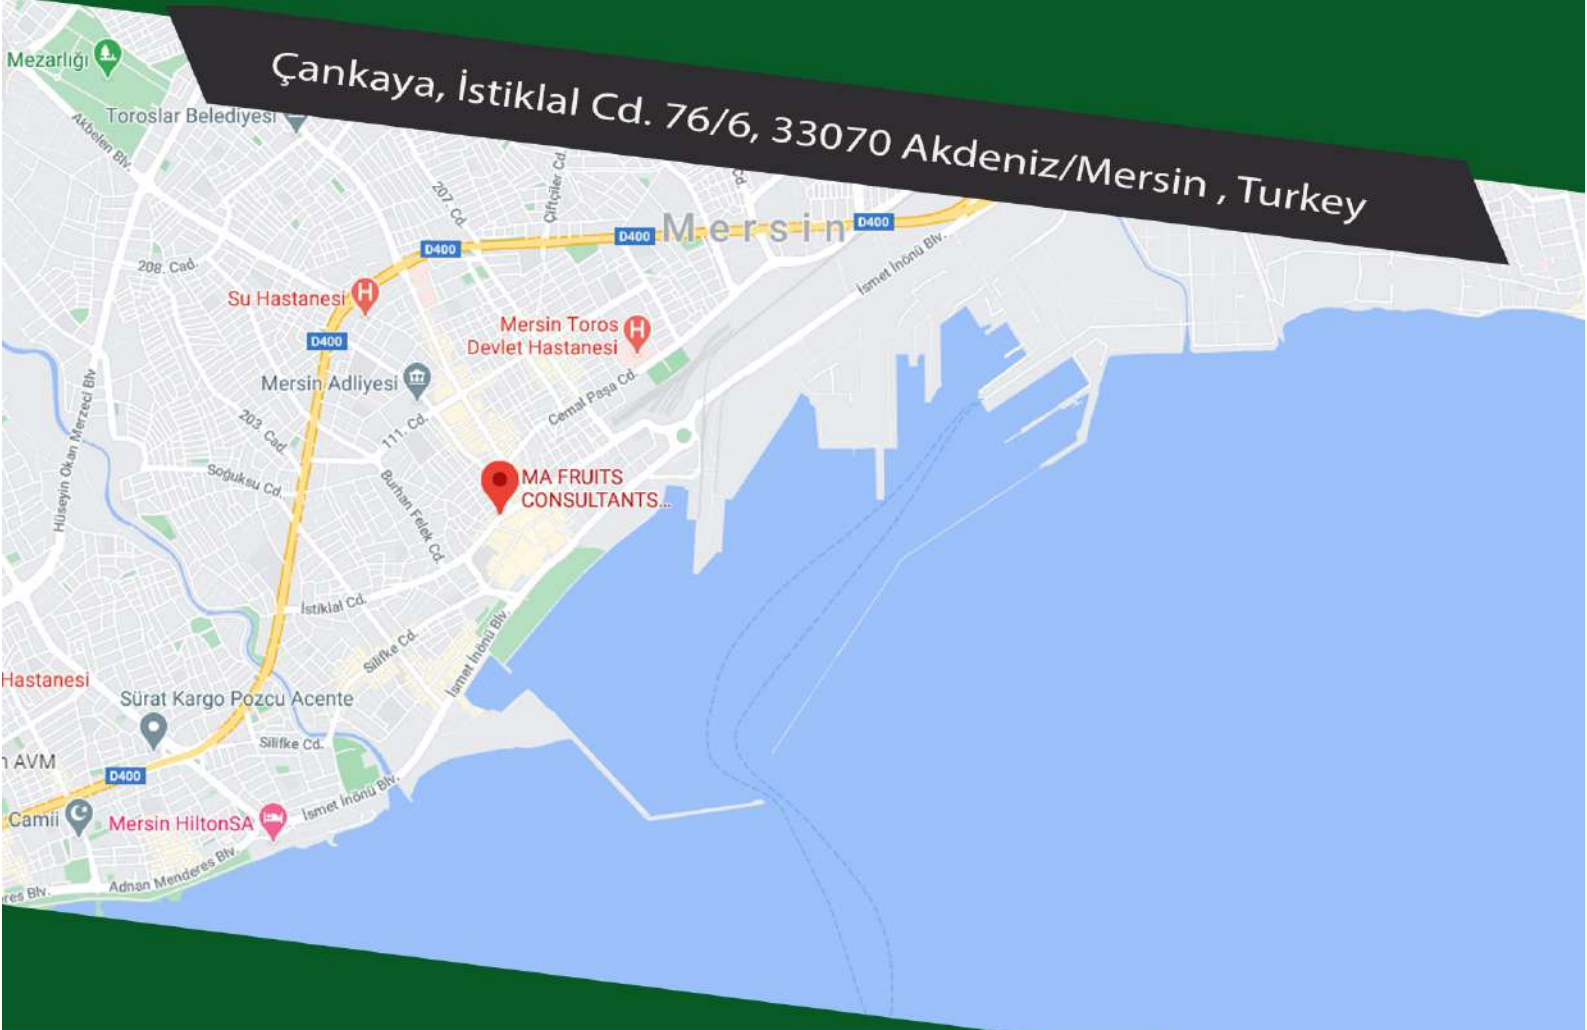 Çankaya, İstiklal Cd. 76/6, 33070 Akdeniz/Mersin , Turkey
Mezarlığı
Toroslar Belediyesi
Akbelen Blv.
207. Cd.
Çiftçiler Cd.
Cd.
Mersin
D400
D400
D400
208. Cad.
İsmet İnönü Blv.
Su Hastanesi
Mersin Toros
Devlet Hastanesi
D400
Mersin Adliyesi
Cemal Paşa Cd.
Hüseyin Okan Merzeci Blv
203. Cad.
111. Cd.
Soğuksu Cd.
Burhan Felek Cd.
MA FRUITS
CONSULTANTS...
İstiklal Cd.
Silifke Cd.
İsmet İnönü Blv.
Hastanesi
Sürat Kargo Pozcu Acente
Silifke Cd.
AVM
D400
İsmet İnönü Blv.
Camii
Mersin HiltonSA
Adnan Menderes Blv.
res Blv.